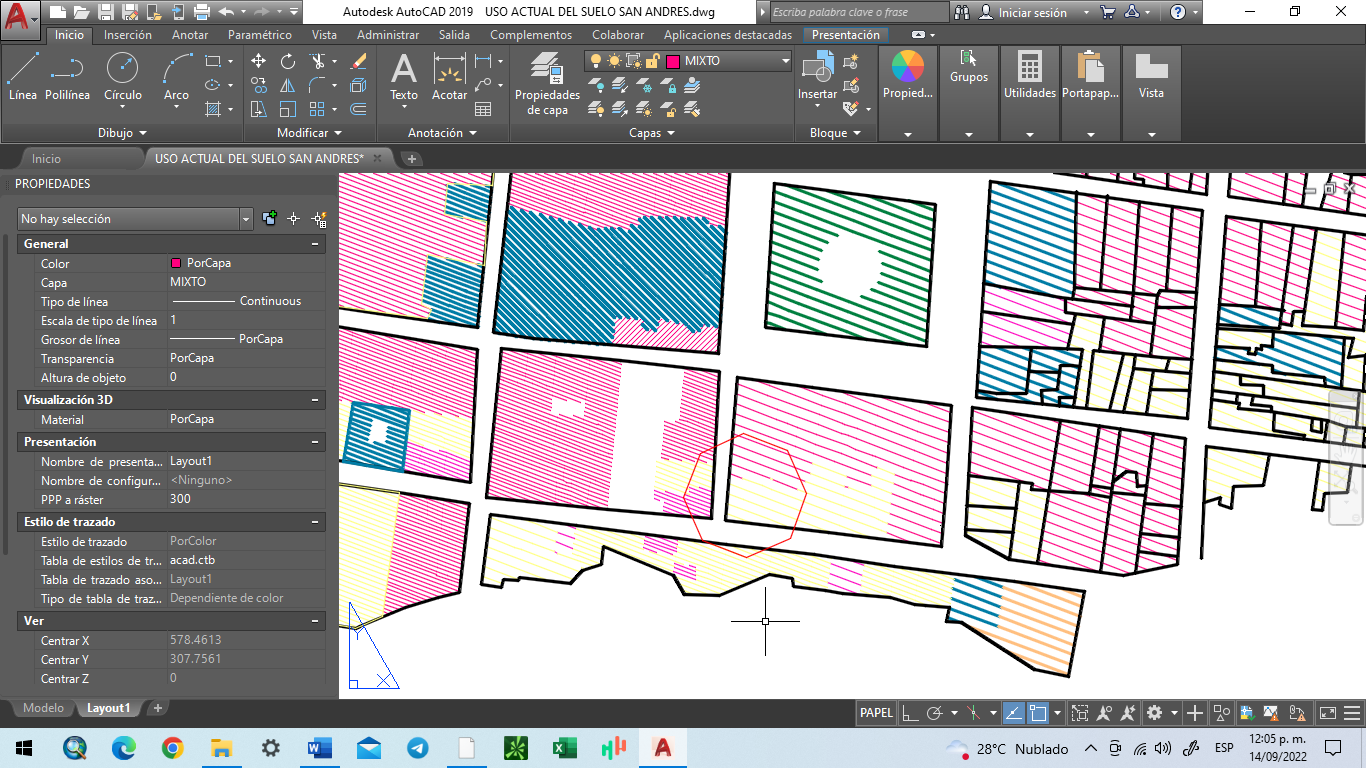 Autodesk AutoCAD 2019 USO ACTUAL DEL SUELO SAN ANDRES.dwg
Escriba palabra clave o frase
Iniciar sesión
Inicio Inserción Anotar Paramétrico Vista Administrar Salida Complementos Colaborar Aplicaciones destacadas Presentación
MIXTO
Línea Polilínea Círculo Arco
Texto Acotar
Propiedades de capa
Insertar
Propied...
Grupos
Utilidades
Portapap...
Vista
Dibujo Modificar Anotación Capas Bloque
Inicio USO ACTUAL DEL SUELO SAN ANDRES*
PROPIEDADES
No hay selección
General
Color PorCapa
Capa MIXTO
Tipo de línea Continuous
Escala de tipo de línea 1
Grosor de línea PorCapa
Transparencia PorCapa
Altura de objeto 0
Visualización 3D
Material PorCapa
Presentación
Nombre de presenta... Layout1
Nombre de configur... <Ninguno>
PPP a ráster 300
Estilo de trazado
Estilo de trazado PorColor
Tabla de estilos de tr... acad.ctb
Tabla de trazado aso... Layout1
Tipo de tabla de traz... Dependiente de color
Ver
Centrar X 578.4613
Centrar Y 307.7561
Centrar Z 0
Y
X
Modelo Layout1
PAPEL
28°C Nublado
ESP
12:05 p. m.
14/09/2022